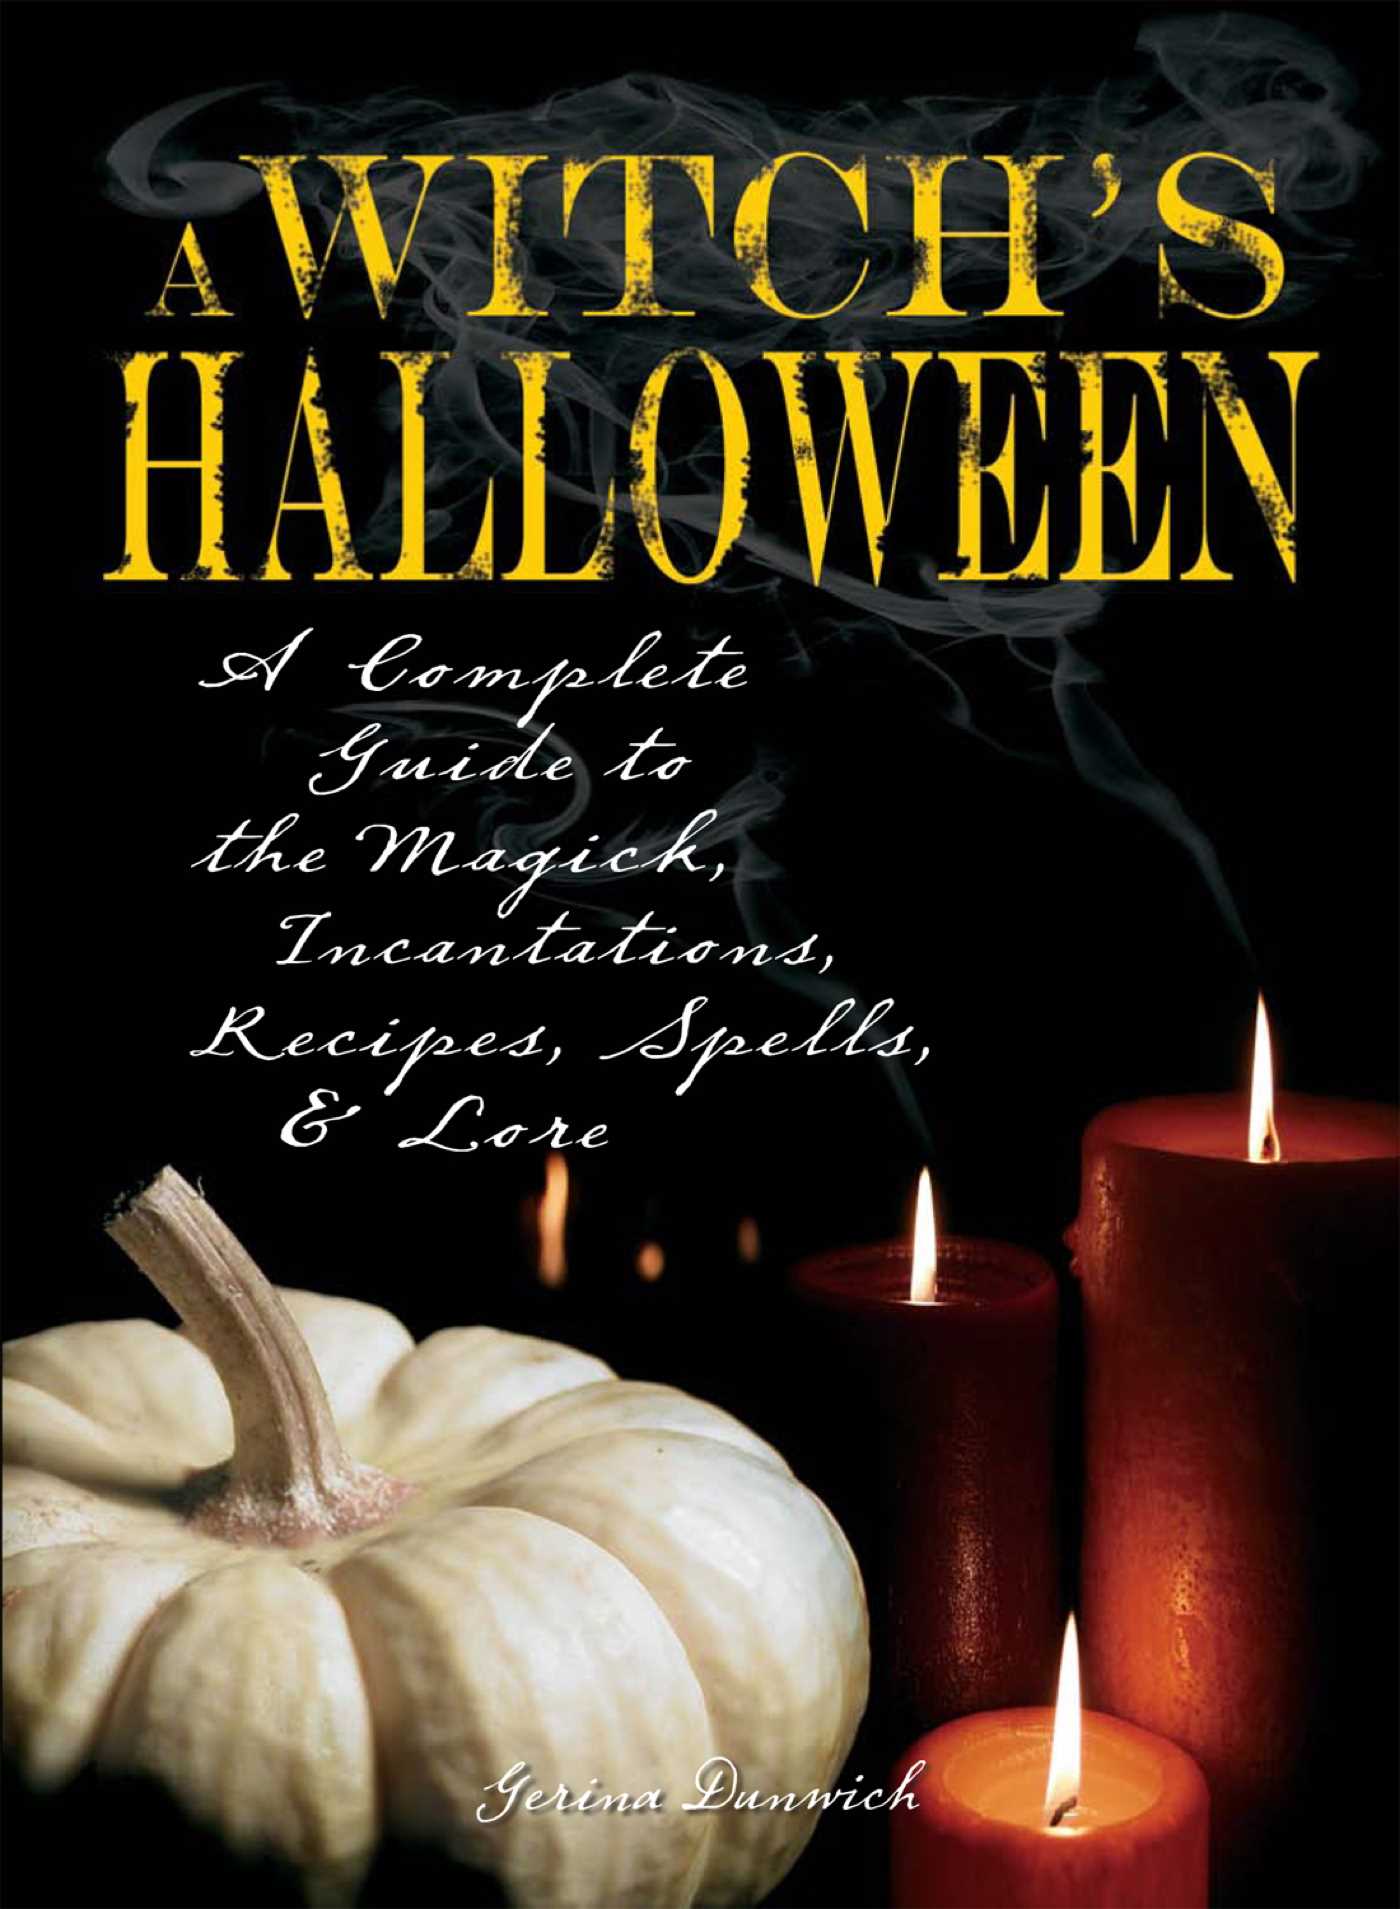 A WITCH'S
HALLOWEEN
A Complete
Guide to
the Magick,
Incantations,
Recipes, Spells,
& Lore
Gerina Dunwich